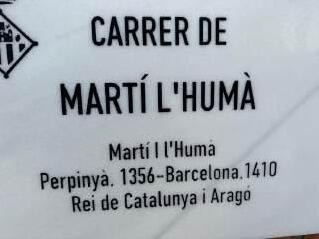 CARRER DE
MARTÍ L'HUMÀ
Martí I l'Humà
Perpinyà, 1356-Barcelona,1410
Rei de Catalunya i Aragó